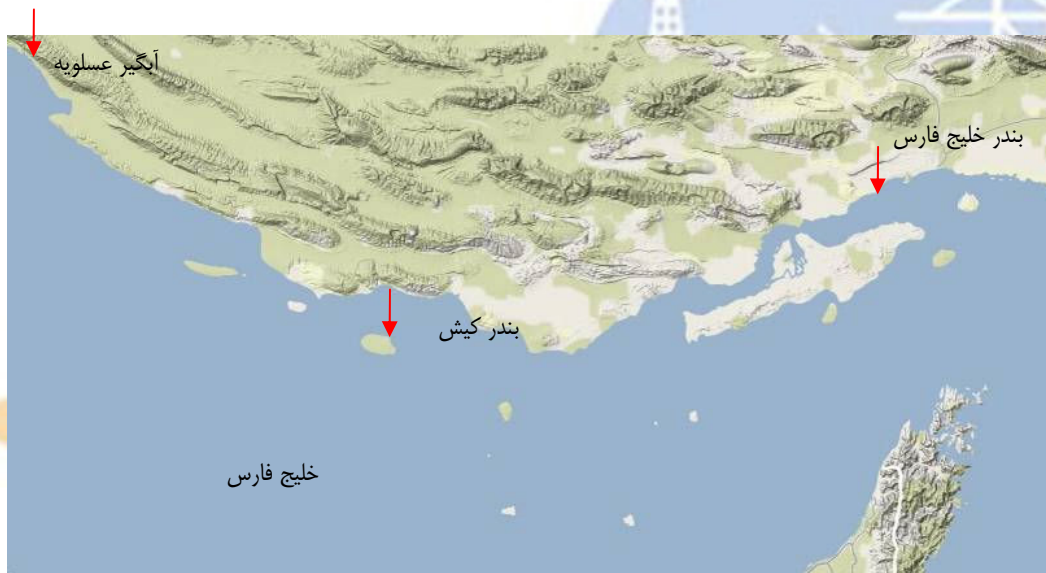 آبگیر عسلویه
بندر خلیج فارس
بندر کیش
خلیج فارس